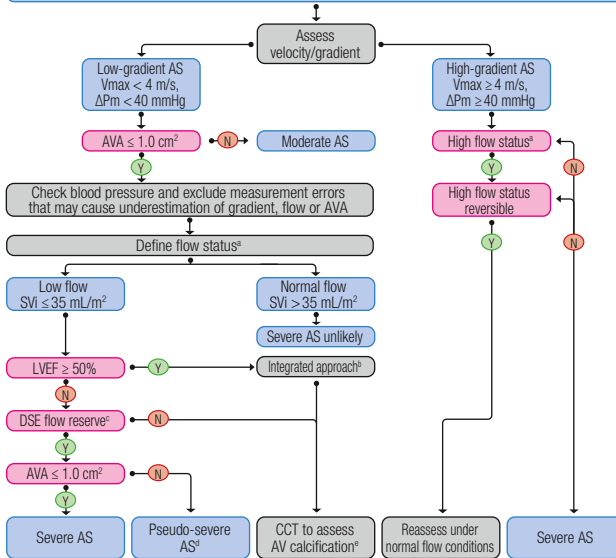 Assess
velocity/gradient
Low-gradient AS
Vmax < 4 m/s,
ΔPm < 40 mmHg
High-gradient AS
Vmax ≥ 4 m/s,
ΔPm ≥ 40 mmHg
AVA ≤ 1.0 cm²
N
Moderate AS
High flow statusᵃ
Y
Y
N
Check blood pressure and exclude measurement errors
that may cause underestimation of gradient, flow or AVA
High flow status
reversible
Define flow statusᵃ
Y
N
Low flow
SVi ≤ 35 mL/m²
Normal flow
SVi > 35 mL/m²
Severe AS unlikely
LVEF ≥ 50%
Y
Integrated approachᵇ
N
DSE flow reserveᶜ
N
Y
AVA ≤ 1.0 cm²
N
Y
Severe AS
Pseudo-severe
ASᵈ
CCT to assess
AV calcificationᵉ
Reassess under
normal flow conditions
Severe AS